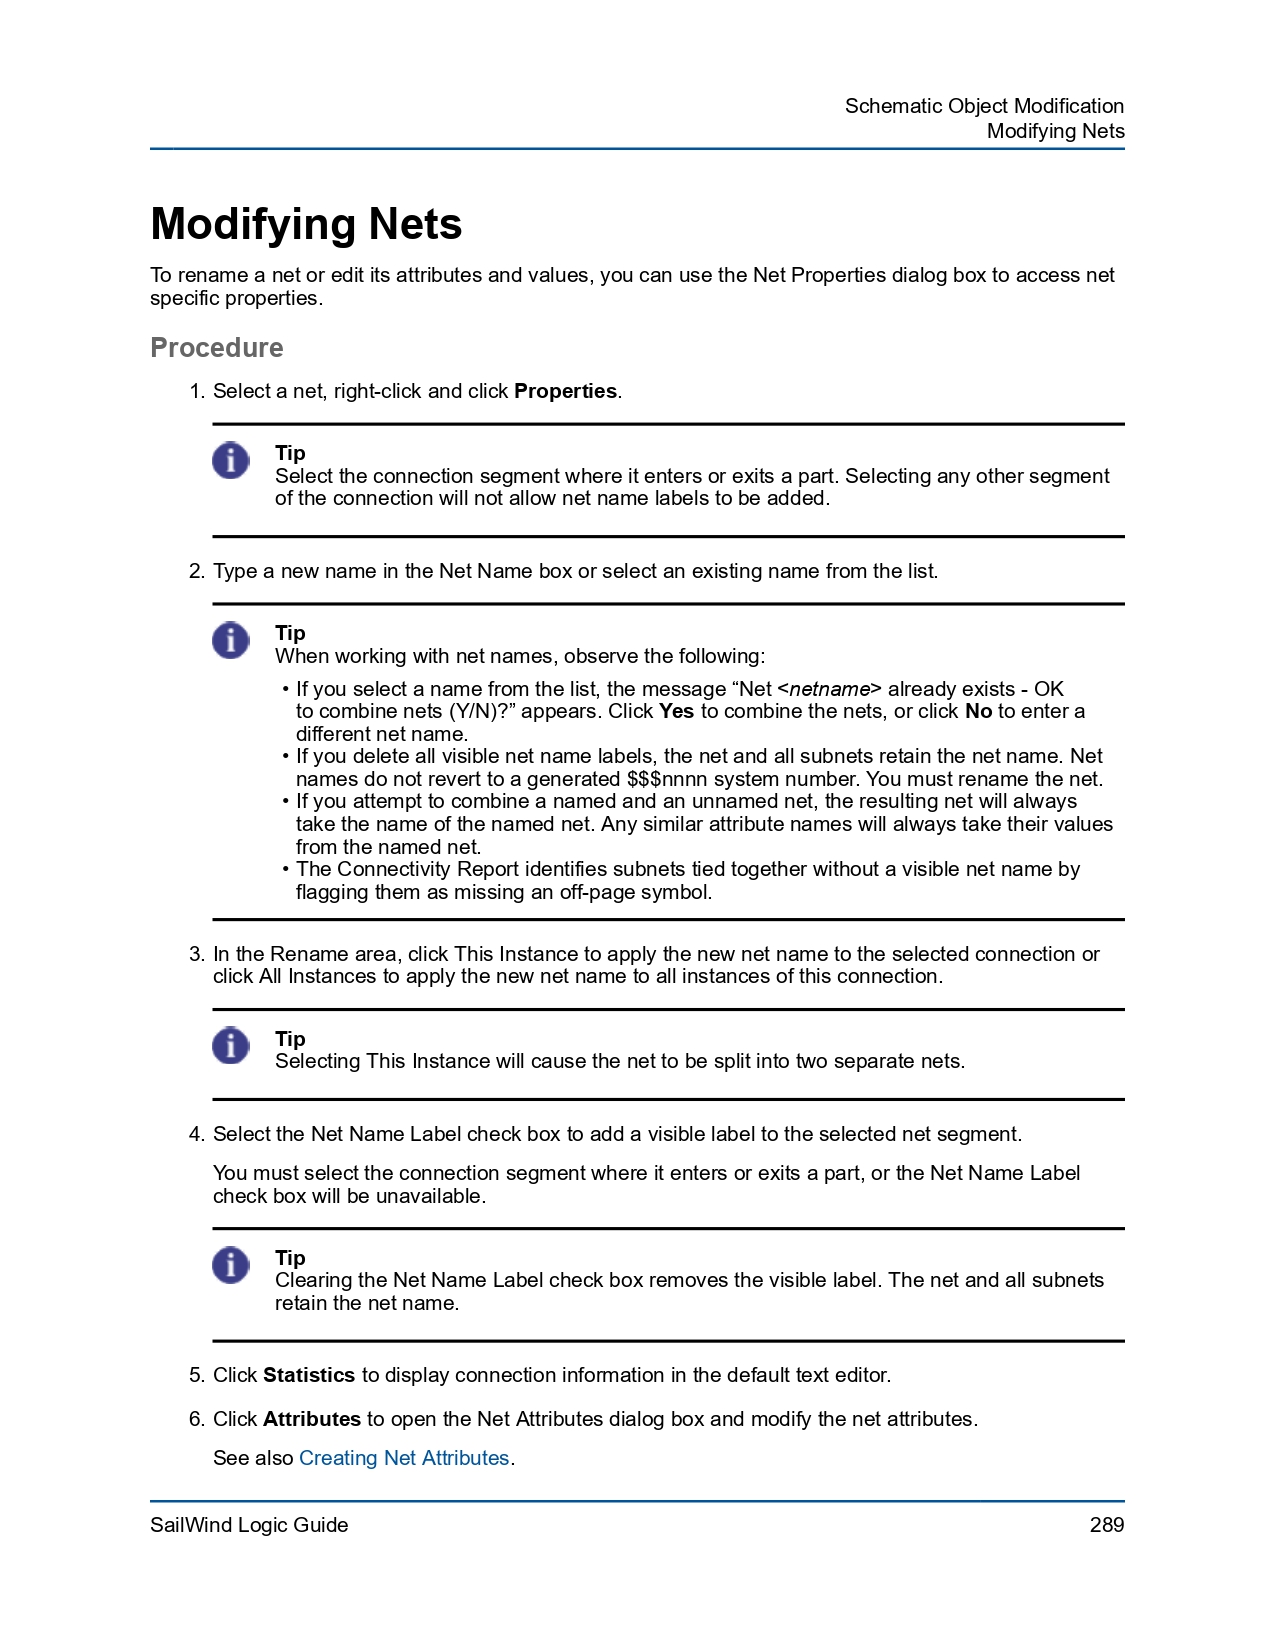 Schematic Object Modification
Modifying Nets
Modifying Nets
To rename a net or edit its attributes and values, you can use the Net Properties dialog box to access net
specific properties.
Procedure
1. Select a net, right-click and click Properties.
Tip
Select the connection segment where it enters or exits a part. Selecting any other segment
of the connection will not allow net name labels to be added.
2. Type a new name in the Net Name box or select an existing name from the list.
Tip
When working with net names, observe the following:
• If you select a name from the list, the message “Net <netname> already exists - OK
to combine nets (Y/N)?” appears. Click Yes to combine the nets, or click No to enter a
different net name.
• If you delete all visible net name labels, the net and all subnets retain the net name. Net
names do not revert to a generated $$$nnnn system number. You must rename the net.
• If you attempt to combine a named and an unnamed net, the resulting net will always
take the name of the named net. Any similar attribute names will always take their values
from the named net.
• The Connectivity Report identifies subnets tied together without a visible net name by
flagging them as missing an off-page symbol.
3. In the Rename area, click This Instance to apply the new net name to the selected connection or
click All Instances to apply the new net name to all instances of this connection.
Tip
Selecting This Instance will cause the net to be split into two separate nets.
4. Select the Net Name Label check box to add a visible label to the selected net segment.
You must select the connection segment where it enters or exits a part, or the Net Name Label
check box will be unavailable.
Tip
Clearing the Net Name Label check box removes the visible label. The net and all subnets
retain the net name.
5. Click Statistics to display connection information in the default text editor.
6. Click Attributes to open the Net Attributes dialog box and modify the net attributes.
See also Creating Net Attributes.
SailWind Logic Guide
289